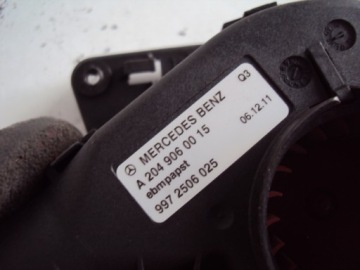 MERCEDES BENZ Q3
A 204 906 00 15
ebmpapst 06.12.11
997 2506 025